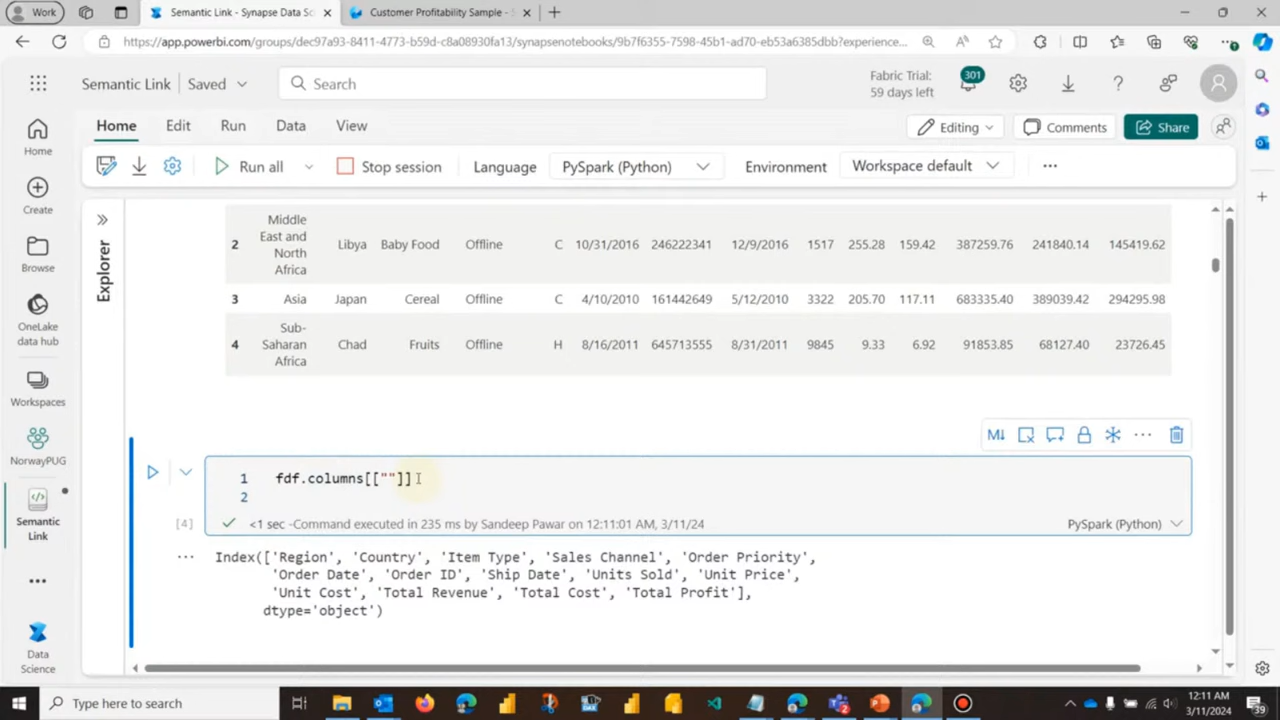 Work
Semantic Link - Synapse Data Sc
Customer Profitability Sample -
https://app.powerbi.com/groups/dec97a93-8411-4773-b59d-c8a08930fa13/synapsenotebooks/9b7f6355-7598-45b1-ad70-eb53a6385dbb?experience...
Semantic Link Saved
Search
Fabric Trial:
59 days left
301
Home Edit Run Data View
Editing Comments Share
Run all Stop session Language PySpark (Python) Environment Workspace default
Home
Create
Browse
OneLake
data hub
Workspaces
NorwayPUG
Semantic
Link
Data
Science
Explorer
2 Middle East and North Africa Libya Baby Food Offline C 10/31/2016 246222341 12/9/2016 1517 255.28 159.42 387259.76 241840.14 145419.62
3 Asia Japan Cereal Offline C 4/10/2010 161442649 5/12/2010 3322 205.70 117.11 683335.40 389039.42 294295.98
4 Sub-Saharan Africa Chad Fruits Offline H 8/16/2011 645713555 8/31/2011 9845 9.33 6.92 91853.85 68127.40 23726.45
M↓
1 fdf.columns[[""]]
2
[4] <1 sec -Command executed in 235 ms by Sandeep Pawar on 12:11:01 AM, 3/11/24 PySpark (Python)
Index(['Region', 'Country', 'Item Type', 'Sales Channel', 'Order Priority',
'Order Date', 'Order ID', 'Ship Date', 'Units Sold', 'Unit Price',
'Unit Cost', 'Total Revenue', 'Total Cost', 'Total Profit'],
dtype='object')
Type here to search
12:11 AM
3/11/2024
39